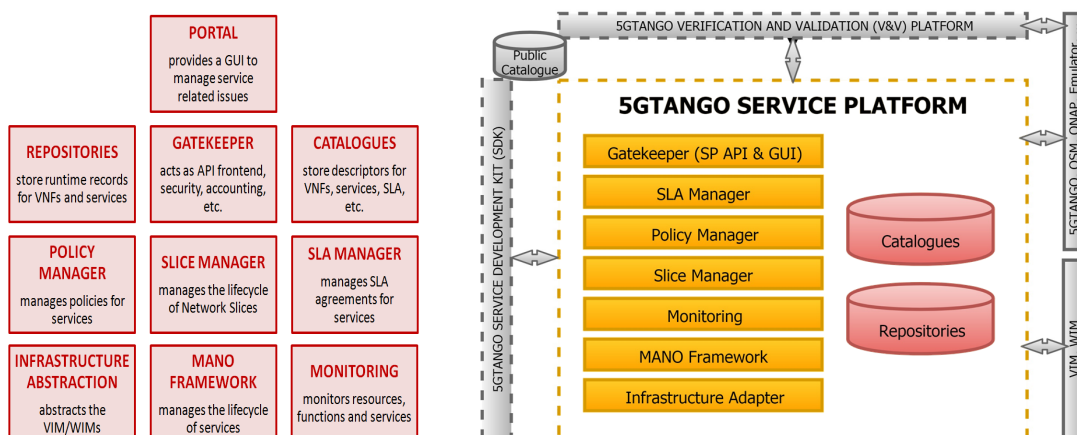 PORTAL
provides a GUI to
manage service
related issues
REPOSITORIES
store runtime records
for VNFs and services
GATEKEEPER
acts as API frontend,
security, accounting,
etc.
CATALOGUES
store descriptors for
VNFs, services, SLA,
etc.
POLICY
MANAGER
manages policies for
services
SLICE MANAGER
manages the lifecycle
of Network Slices
SLA MANAGER
manages SLA
agreements for
services
INFRASTRUCTURE
ABSTRACTION
abstracts the
VIM/WIMs
MANO
FRAMEWORK
manages the lifecycle
of services
MONITORING
monitors resources,
functions and services
5GTANGO VERIFICATION AND VALIDATION (V&V) PLATFORM
Public
Catalogue
5GTANGO SERVICE DEVELOPMENT KIT (SDK)
5GTANGO SERVICE PLATFORM
Gatekeeper (SP API & GUI)
SLA Manager
Policy Manager
Slice Manager
Monitoring
MANO Framework
Infrastructure Adapter
Catalogues
Repositories
5GTANGO OSM ONAP Emulator
VIM WIM